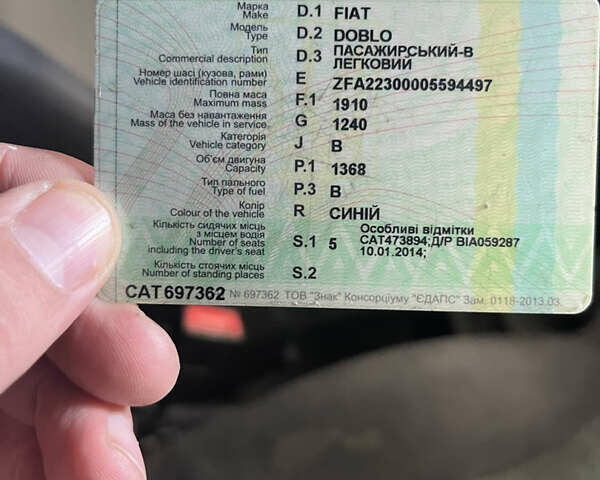 Марка
Make D.1 FIAT
Модель
Type D.2 DOBLO
Тип
Commercial description D.3 ПАСАЖИРСЬКИЙ-В
ЛЕГКОВИЙ
Номер шасі (кузова, рами)
Vehicle identification number E ZFA22300005594497
Повна маса
Maximum mass F.1 1910
Маса без навантаження
Mass of the vehicle in service G 1240
Категорія
Vehicle category J B
Об'єм двигуна
Capacity P.1 1368
Тип пального
Type of fuel P.3 B
Колір
Colour of the vehicle R СИНІЙ
Кількість сидячих місць
з місцем водія
Number of seats
including the driver's seat S.1 5
Особливі відмітки
САТ473894;Д/Р ВІА059287
10.01.2014;
Кількість стоячих місць
Number of standing places S.2
САТ697362 № 697362 ТОВ "Знак" Консорціуму "ЄДАПС" Зам. 0118-2013.03.